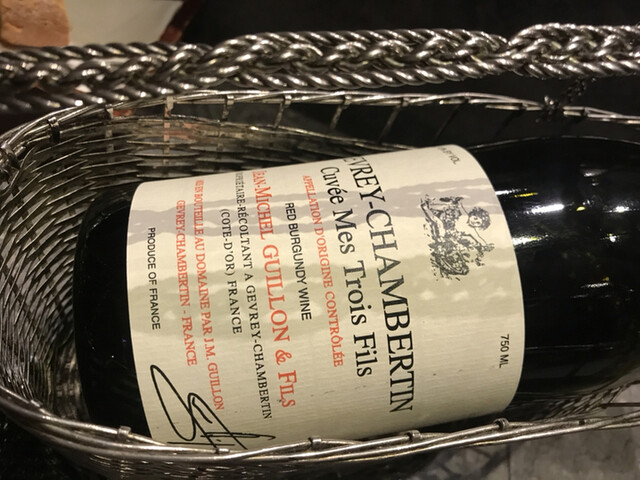 750 ML
EVREY-CHAMBERTIN
Cuvée Mes Trois Fils
APPELLATION D'ORIGINE CONTRÔLÉE
RED BURGUNDY WINE
JEAN-MICHEL GUILLON & FILS
PROPRIÉTAIRE-RÉCOLTANT A GEVREY-CHAMBERTIN
(COTE-D'OR) FRANCE
MIS EN BOUTEILLE AU DOMAINE PAR J.M. GUILLON
GEVREY-CHAMBERTIN - FRANCE
PRODUCE OF FRANCE